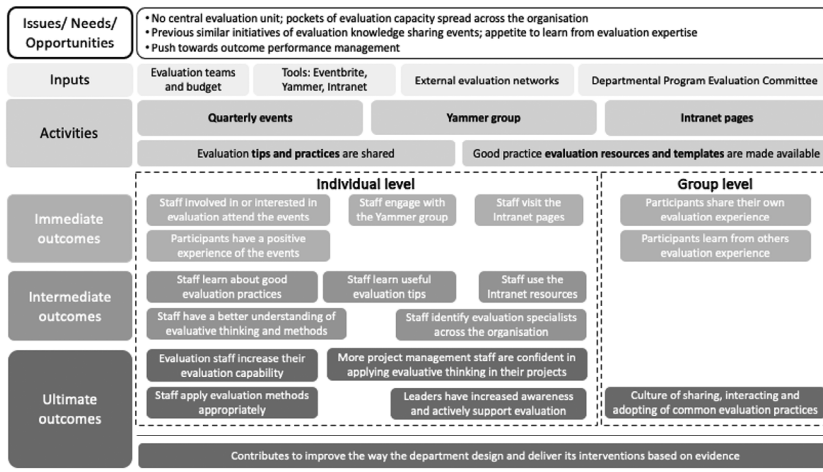 Issues/ Needs/
Opportunities
• No central evaluation unit; pockets of evaluation capacity spread across the organisation
• Previous similar initiatives of evaluation knowledge sharing events; appetite to learn from evaluation expertise
• Push towards outcome performance management
Inputs
Evaluation teams
and budget
Tools: Eventbrite,
Yammer, Intranet
External evaluation networks
Departmental Program Evaluation Committee
Activities
Quarterly events
Yammer group
Intranet pages
Evaluation tips and practices are shared
Good practice evaluation resources and templates are made available
Individual level
Group level
Immediate
outcomes
Staff involved in or interested in
evaluation attend the events
Staff engage with
the Yammer group
Staff visit the
Intranet pages
Participants share their own
evaluation experience
Participants have a positive
experience of the events
Participants learn from others
evaluation experience
Intermediate
outcomes
Staff learn about good
evaluation practices
Staff learn useful
evaluation tips
Staff use the
Intranet resources
Staff have a better understanding of
evaluative thinking and methods
Staff identify evaluation specialists
across the organisation
Ultimate
outcomes
Evaluation staff increase their
evaluation capability
More project management staff are confident in
applying evaluative thinking in their projects
Staff apply evaluation methods
appropriately
Leaders have increased awareness
and actively support evaluation
Culture of sharing, interacting and
adopting of common evaluation practices
Contributes to improve the way the department design and deliver its interventions based on evidence